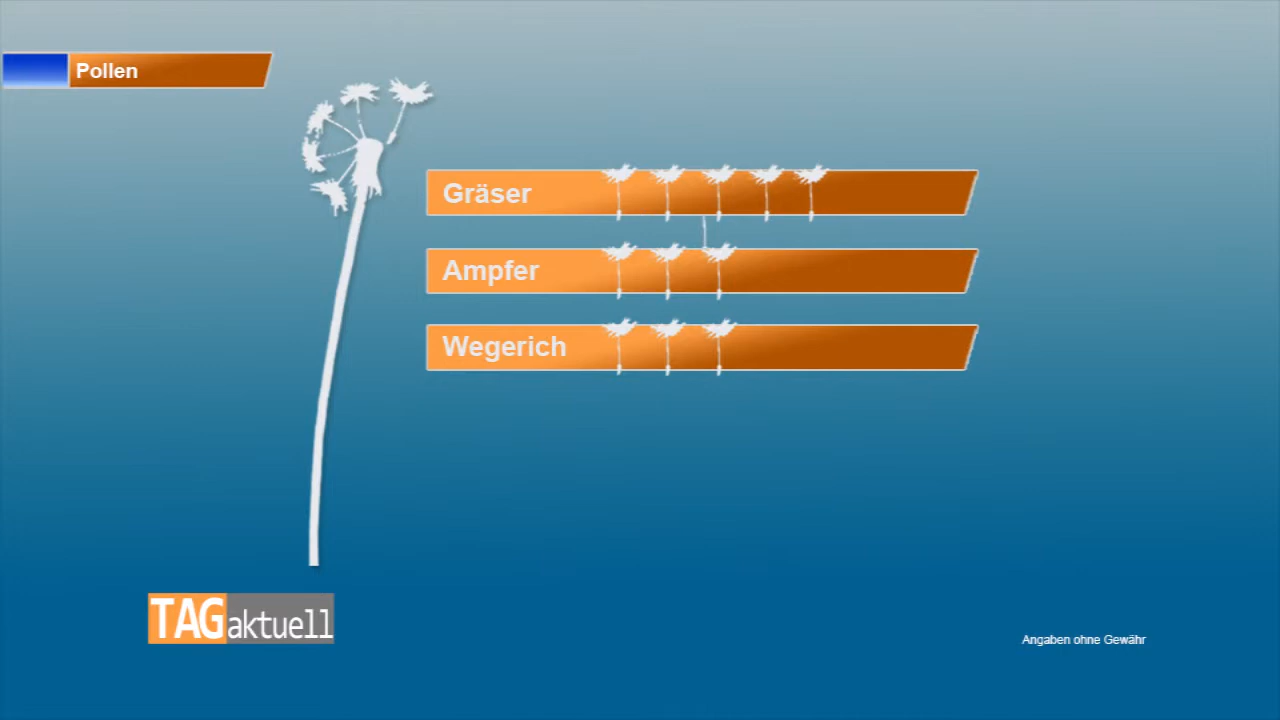 Pollen
Gräser
Ampfer
Wegerich
TAGaktuell
Angaben ohne Gewähr